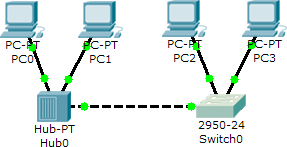 PC-PT
PC0
PC-PT
PC1
PC-PT
PC2
PC-PT
PC3
Hub-PT
Hub0
2950-24
Switch0